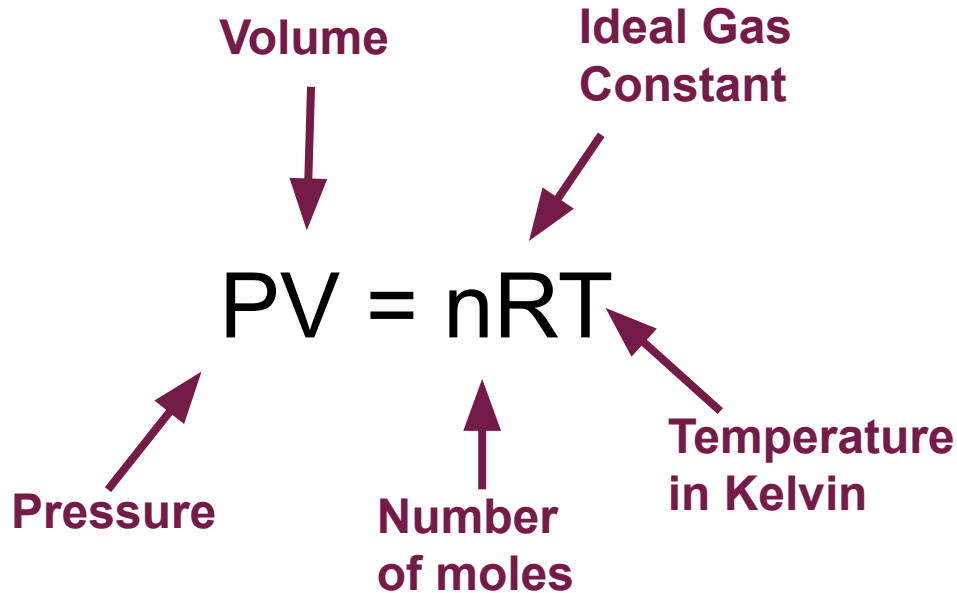 Volume
Ideal Gas
Constant
PV = nRT
Pressure
Number
of moles
Temperature
in Kelvin